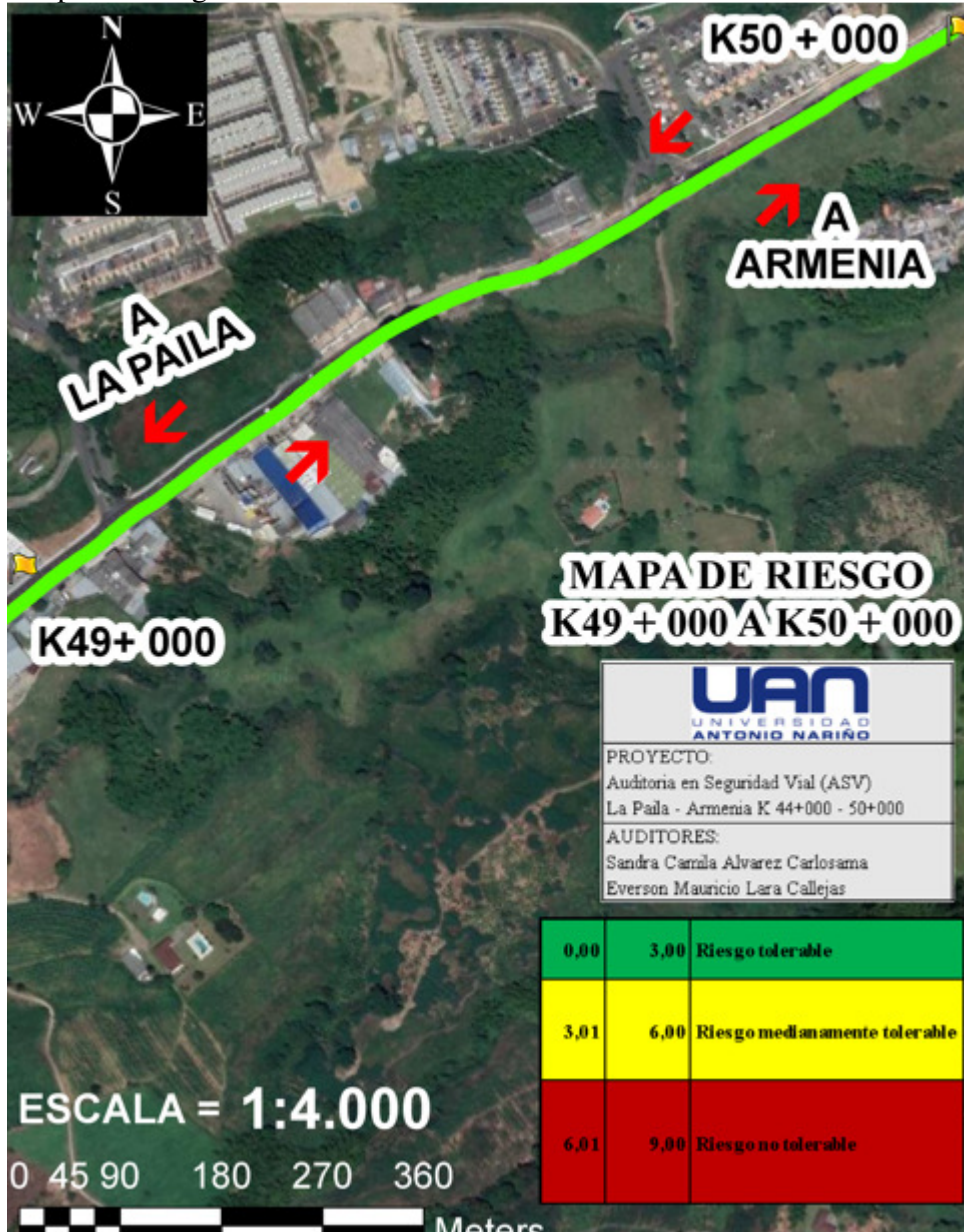 N
W
E
S
K50 + 000
A
ARMENIA
A
LA PAILA
K49+ 000
MAPA DE RIESGO
K49 + 000 A K50 + 000
UAN
UNIVERSIDAD
ANTONIO NARIÑO
PROYECTO:
Auditoria en Seguridad Vial (ASV)
La Paila - Armenia K 44+000 - 50+000
AUDITORES:
Sandra Camila Alvarez Carlosama
Everson Mauricio Lara Callejas
0,00 3,00 Riesgo tolerable
3,01 6,00 Riesgo medianamente tolerable
6,01 9,00 Riesgo no tolerable
ESCALA = 1:4.000
0 45 90 180 270 360
Meters